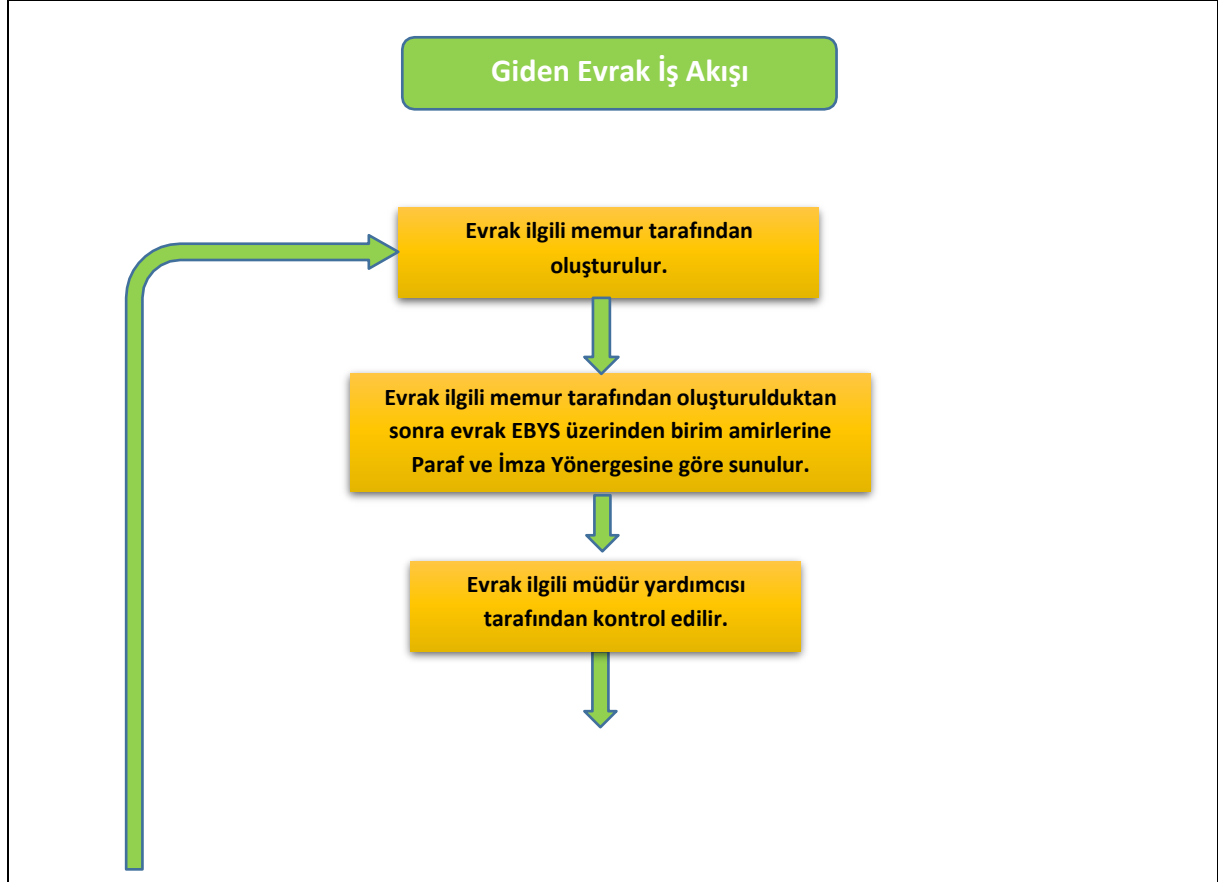 Giden Evrak İş Akışı
Evrak ilgili memur tarafından
oluşturulur.
Evrak ilgili memur tarafından oluşturulduktan
sonra evrak EBYS üzerinden birim amirlerine
Paraf ve İmza Yönergesine göre sunulur.
Evrak ilgili müdür yardımcısı
tarafından kontrol edilir.